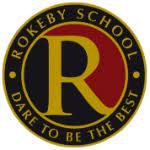 ROKEBY SCHOOL
R
DARE TO BE THE BEST